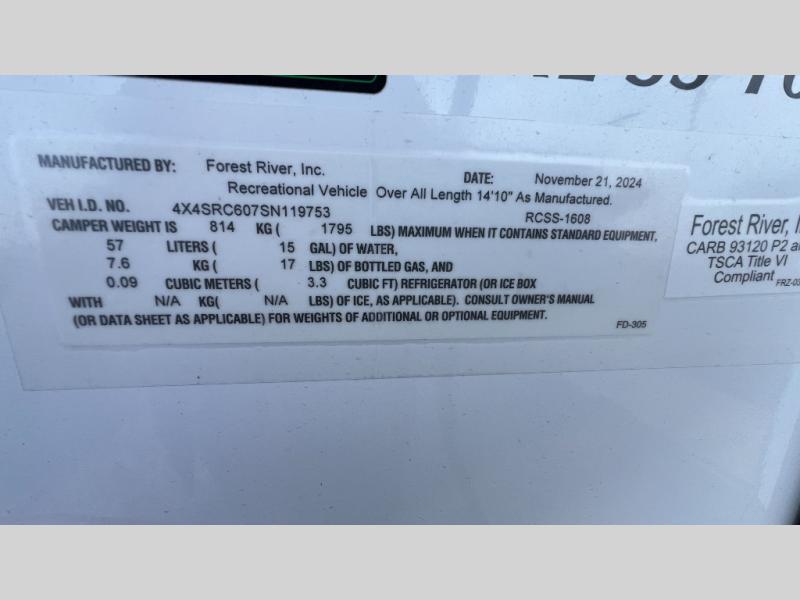 MANUFACTURED BY: Forest River, Inc. DATE: November 21, 2024
Recreational Vehicle Over All Length 14'10" As Manufactured.
VEH I.D. NO. 4X4SRC607SN119753 RCSS-1608
CAMPER WEIGHT IS 814 KG ( 1795 LBS) MAXIMUM WHEN IT CONTAINS STANDARD EQUIPMENT,
57 LITERS ( 15 GAL) OF WATER,
7.6 KG ( 17 LBS) OF BOTTLED GAS, AND
0.09 CUBIC METERS ( 3.3 CUBIC FT) REFRIGERATOR (OR ICE BOX
WITH N/A KG( N/A LBS) OF ICE, AS APPLICABLE). CONSULT OWNER'S MANUAL
(OR DATA SHEET AS APPLICABLE) FOR WEIGHTS OF ADDITIONAL OR OPTIONAL EQUIPMENT.
FD-305
Forest River,
CARB 93120 P2
TSCA Title VI
Compliant